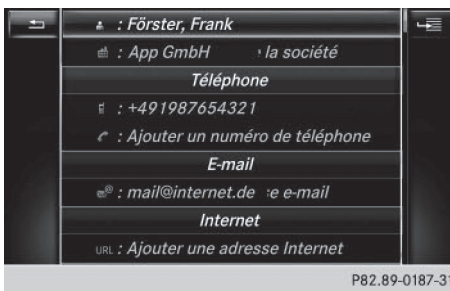 : Förster, Frank
: App GmbH la société
Téléphone
: +491987654321
: Ajouter un numéro de téléphone
E-mail
: mail@internet.de :e e-mail
Internet
URL : Ajouter une adresse Internet
P82.89-0187-31